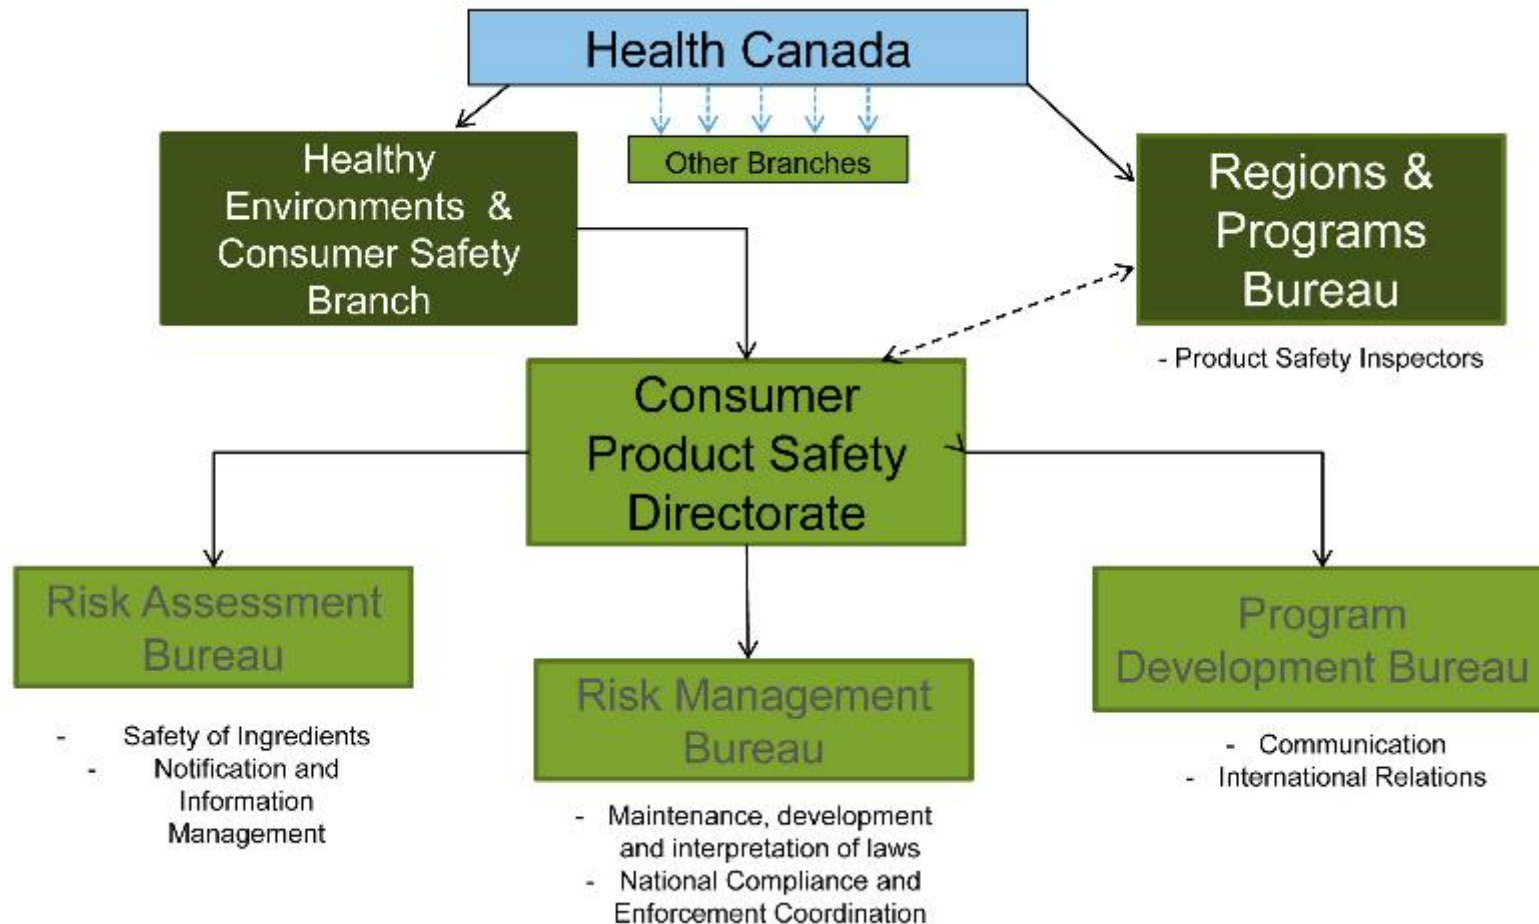 Health Canada
Healthy
Environments & 
Consumer Safety
Branch
Other Branches
Regions &
Programs
Bureau
- Product Safety Inspectors
Consumer
Product Safety
Directorate
Risk Assessment
Bureau
- Safety of Ingredients
- Notification and
Information
Management
Risk Management
Bureau
- Maintenance, development
and interpretation of laws
- National Compliance and
Enforcement Coordination
Program
Development Bureau
- Communication
- International Relations